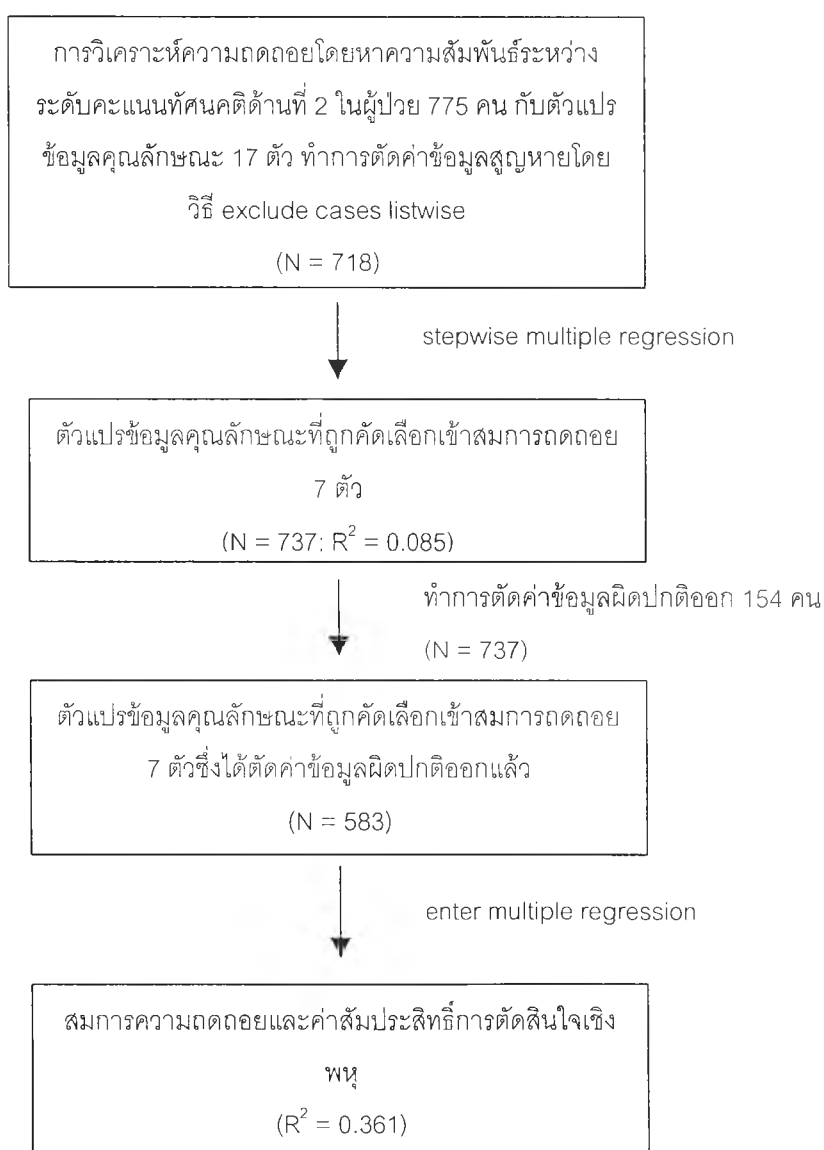 การวิเคราะห์ความถดถอยโดยหาความสัมพันธ์ระหว่าง
ระดับคะแนนทัศนคติด้านที่ 2 ในผู้ป่วย 775 คน กับตัวแปร
ข้อมูลคุณลักษณะ 17 ตัว ทำการตัดค่าข้อมูลสูญหายโดย
วิธี exclude cases listwise
(N = 718)
stepwise multiple regression
ตัวแปรข้อมูลคุณลักษณะที่ถูกคัดเลือกเข้าสมการถดถอย
7 ตัว
(N = 737; R² = 0.085)
ทำการตัดค่าข้อมูลผิดปกติออก 154 คน
(N = 737)
ตัวแปรข้อมูลคุณลักษณะที่ถูกคัดเลือกเข้าสมการถดถอย
7 ตัวซึ่งได้ตัดค่าข้อมูลผิดปกติออกแล้ว
(N = 583)
enter multiple regression
สมการความถดถอยและค่าสัมประสิทธิ์การตัดสินใจเชิง
พหุ
(R² = 0.361)